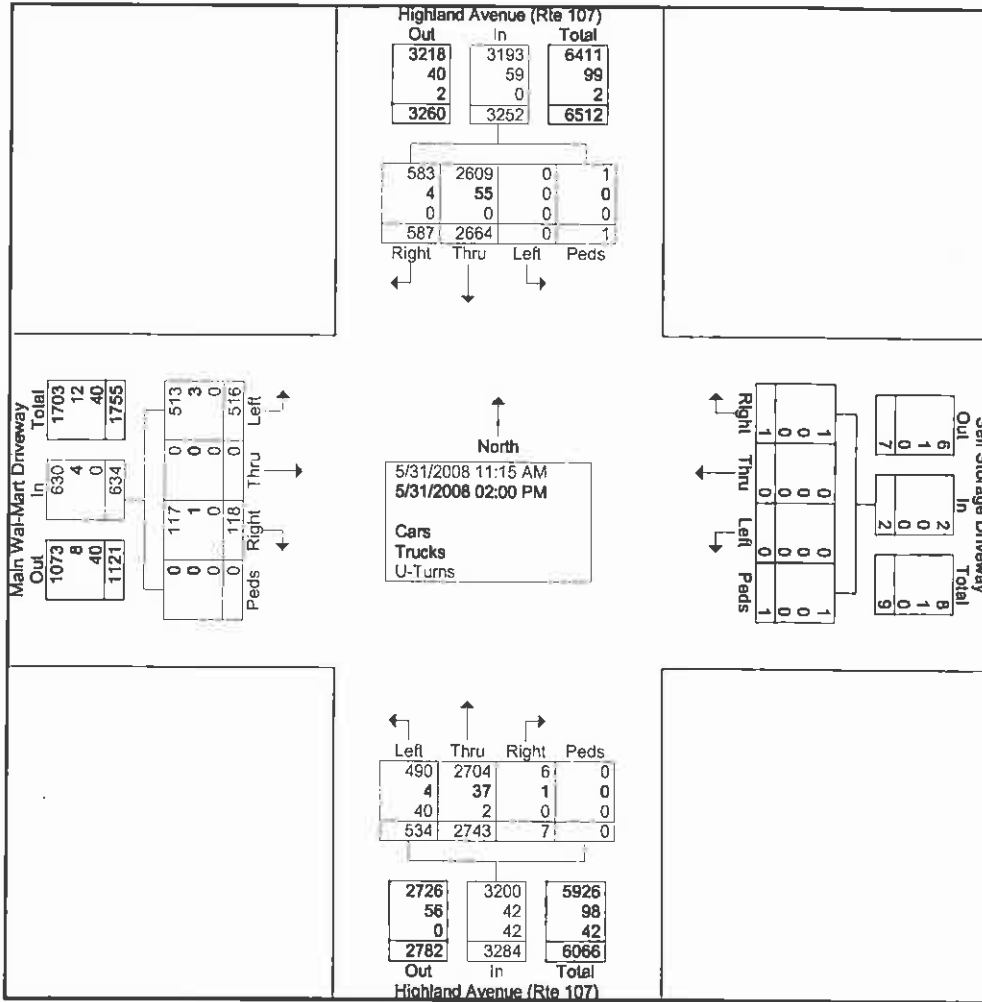 Highland Avenue (Rte 107)
Out In Total
3218 3193 6411
40 59 99
2 0 2
3260 3252 6512
583 2609 0 1
4 55 0 0
0 0 0 0
587 2664 0 1
Right Thru Left Peds
Main Wal-Mart Driveway
Total
1703
12
40
1755
In
630
4
0
634
Out
1073
8
40
1121
513 3 0 516 Left
0 0 0 0 Thru
117 1 0 118 Right
0 0 0 0 Peds
North
5/31/2008 11:15 AM
5/31/2008 02:00 PM
Cars
Trucks
U-Turns
Right 1 0 0 1
Thru 0 0 0 0
Left 0 0 0 0
Peds 1 0 0 1
Storage Driveway
Out
6
1
0
7
In
2
0
0
2
Total
8
1
0
9
Left Thru Right Peds
490 2704 6 0
4 37 1 0
40 2 0 0
534 2743 7 0
2726 3200 5926
56 42 98
0 42 42
2782 3284 6066
Out In Total
Highland Avenue (Rte 107)